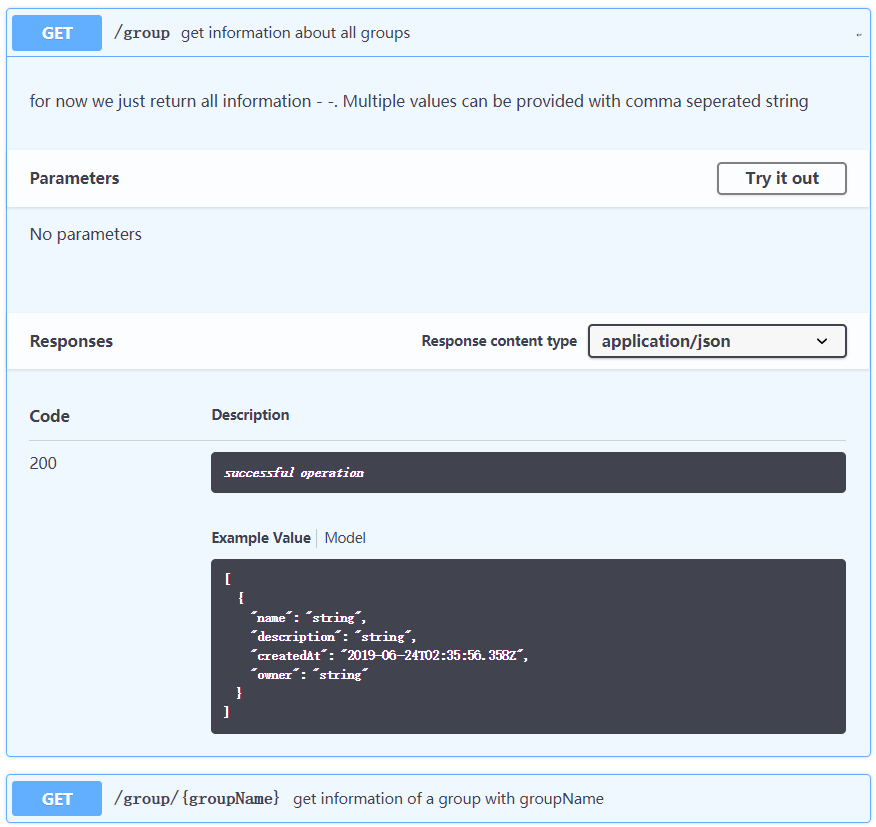 GET /group get information about all groups
for now we just return all information - -. Multiple values can be provided with comma seperated string
Parameters Try it out
No parameters
Responses Response content type application/json
Code Description
200 successful operation
Example Value Model
[
{
"name": "string",
"description": "string",
"createdAt": "2019-06-24T02:35:56.358Z",
"owner": "string"
}
]
GET /group/{groupName} get information of a group with groupName